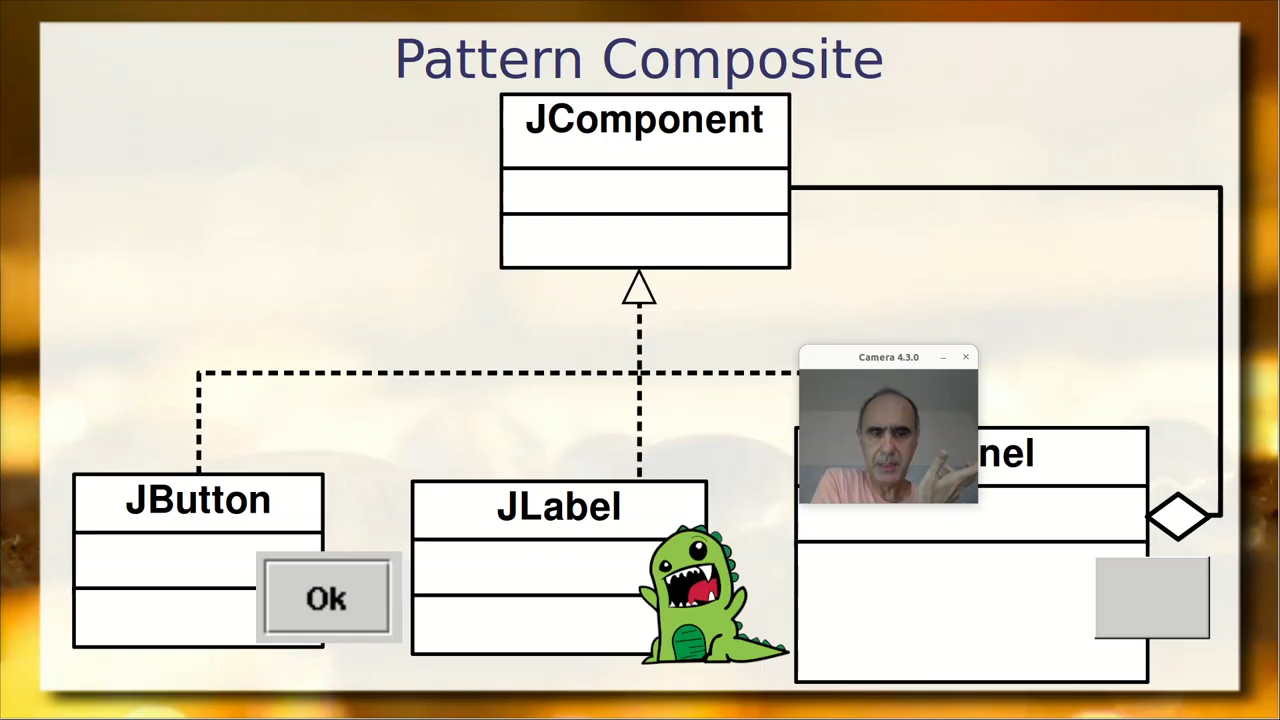 Pattern Composite
JComponent
Camera 4.3.0
nel
JButton
JLabel
Ok